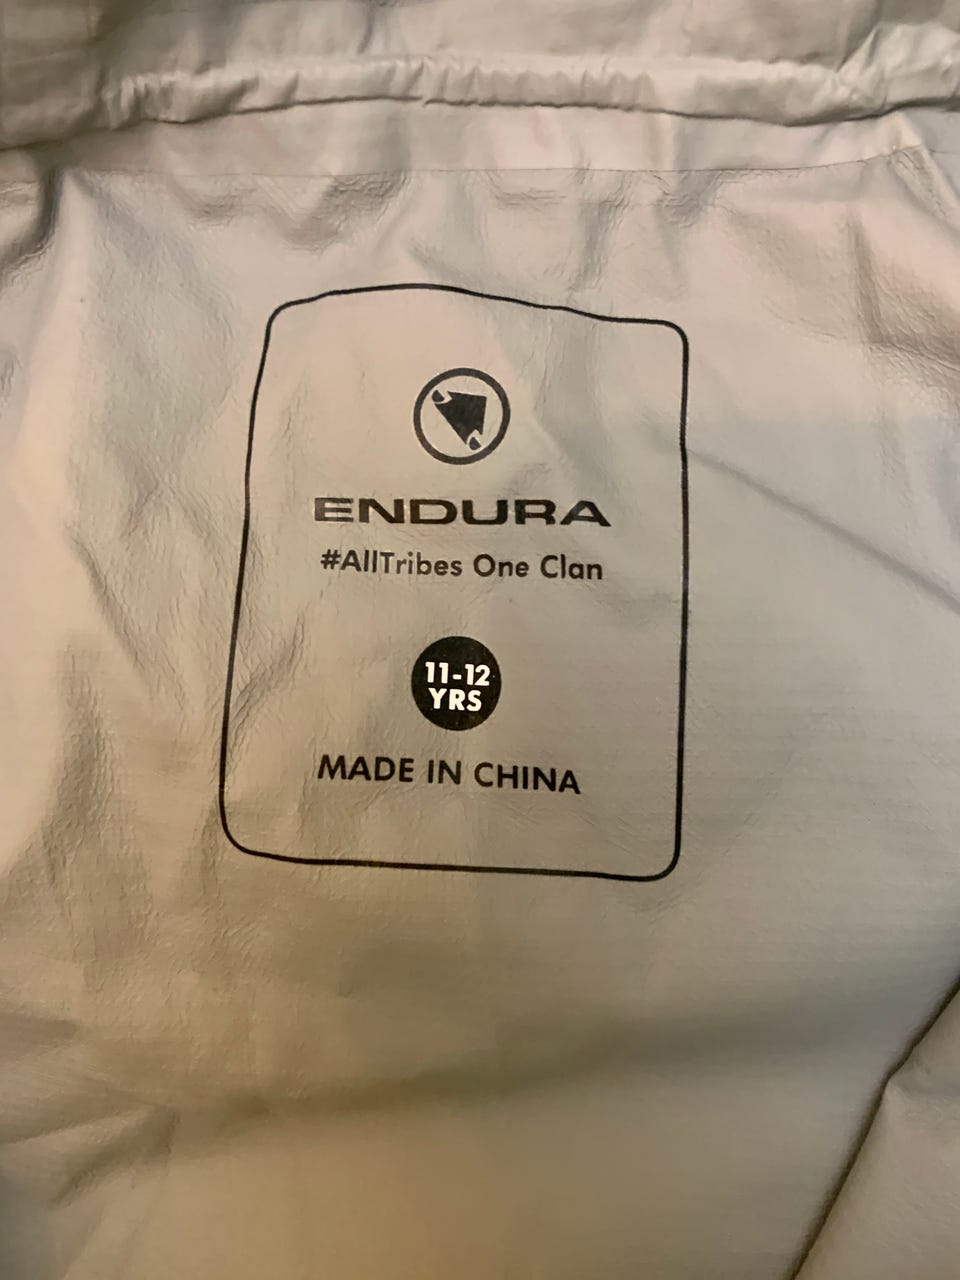 ENDURA
#AllTribes One Clan
11-12
YRS
MADE IN CHINA